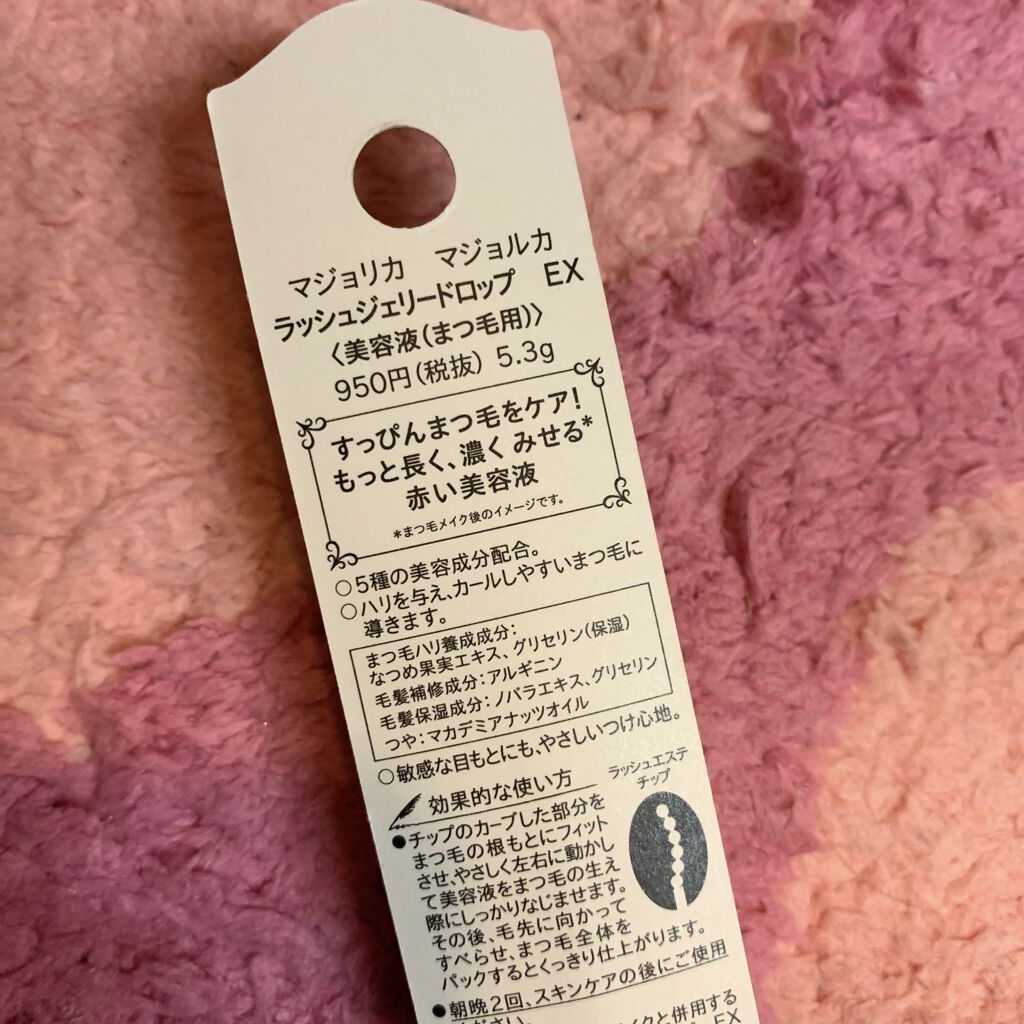 マジョリカ　マジョルカ
ラッシュジェリードロップ　EX
〈美容液(まつ毛用)〉
950円(税抜) 5.3g
すっぴんまつ毛をケア!
もっと長く、濃く みせる*
赤い美容液
*まつ毛メイク後のイメージです。
○5種の美容成分配合。
○ハリを与え、カールしやすいまつ毛に
導きます。
まつ毛ハリ養成成分:
なつめ果実エキス、グリセリン(保湿)
毛髪補修成分:アルギニン
毛髪保湿成分:ノバラエキス、グリセリン
つや:マカデミアナッツオイル
○敏感な目もとにも、やさしいつけ心地。
効果的な使い方
ラッシュエステ
チップ
●チップのカーブした部分を
まつ毛の根もとにフィット
させ、やさしく左右に動かし
て美容液をまつ毛の生え
際にしっかりなじませます。
その後、毛先に向かって
すべらせ、まつ毛全体を
パックするとくっきり仕上がります。
●朝晩2回、スキンケアの後にご使用
ください。
メイクと併用する
EX